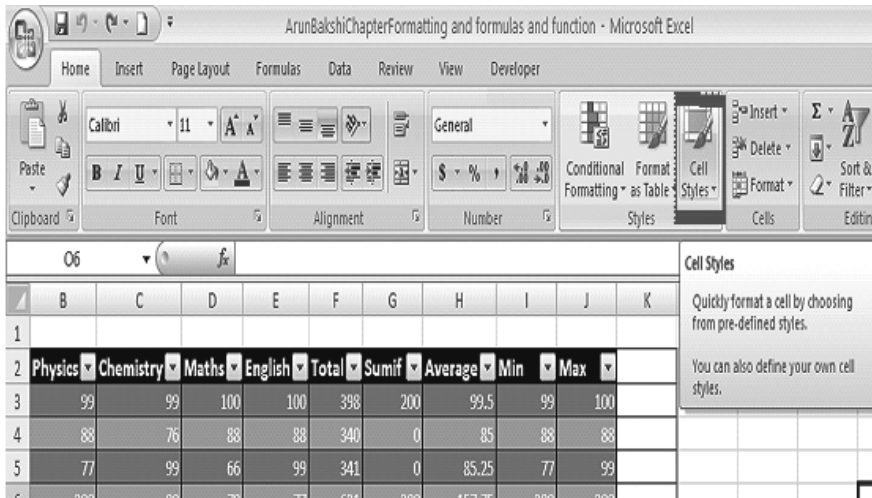 ArunBakshiChapterFormatting and formulas and function - Microsoft Excel
Home Insert Page Layout Formulas Data Review View Developer
Calibri 11 A A General Insert
B I U A $ % , .0 .00 Delete
Paste Conditional Formatting Format as Table Cell Styles Format Sort & Filter
Clipboard Font Alignment Number Styles Cells Editin
O6 fx
Cell Styles
Quickly format a cell by choosing
from pre-defined styles.
You can also define your own cell
styles.
B C D E F G H I J K
1
2 Physics Chemistry Maths English Total Sumif Average Min Max
3 99 99 100 100 398 200 99.5 99 100
4 88 76 88 88 340 0 85 88 88
5 77 99 66 99 341 0 85.25 77 99